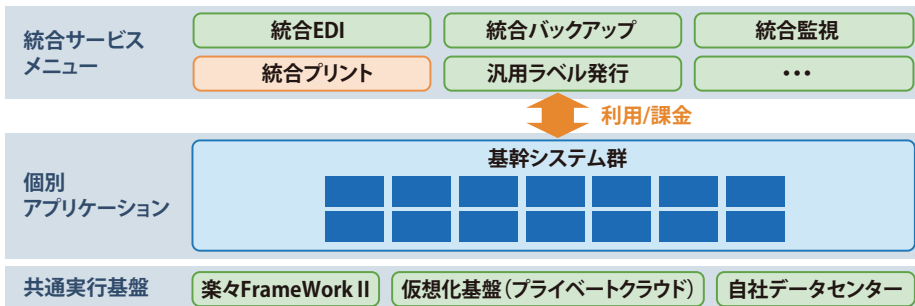 統合サービス
メニュー
統合EDI
統合バックアップ
統合監視
統合プリント
汎用ラベル発行
・・・
利用/課金
個別
アプリケーション
基幹システム群
共通実行基盤
楽々FrameWorkⅡ
仮想化基盤(プライベートクラウド)
自社データセンター